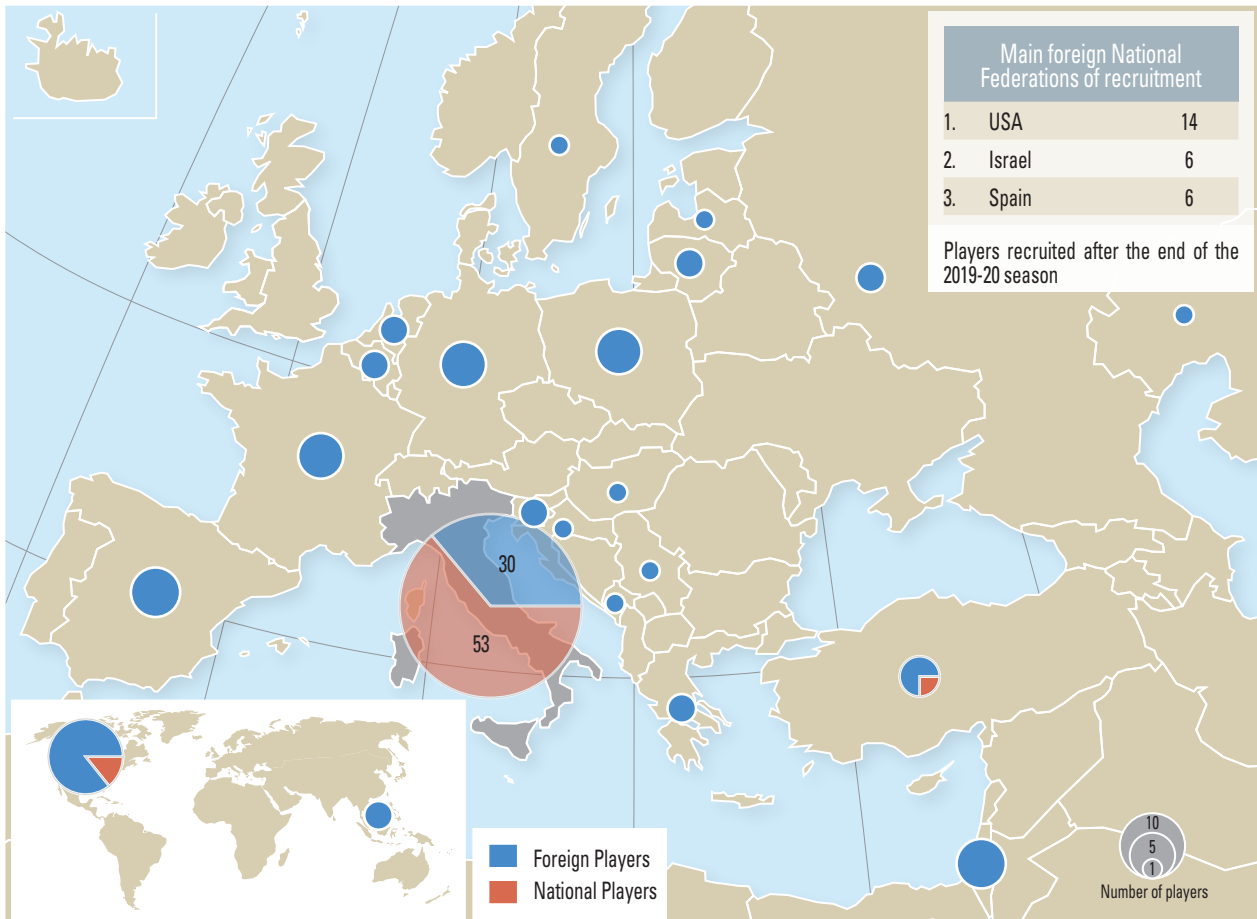 Main foreign National
Federations of recruitment
1. USA 14
2. Israel 6
3. Spain 6
Players recruited after the end of the
2019-20 season
30
53
Foreign Players
National Players
10
5
1
Number of players